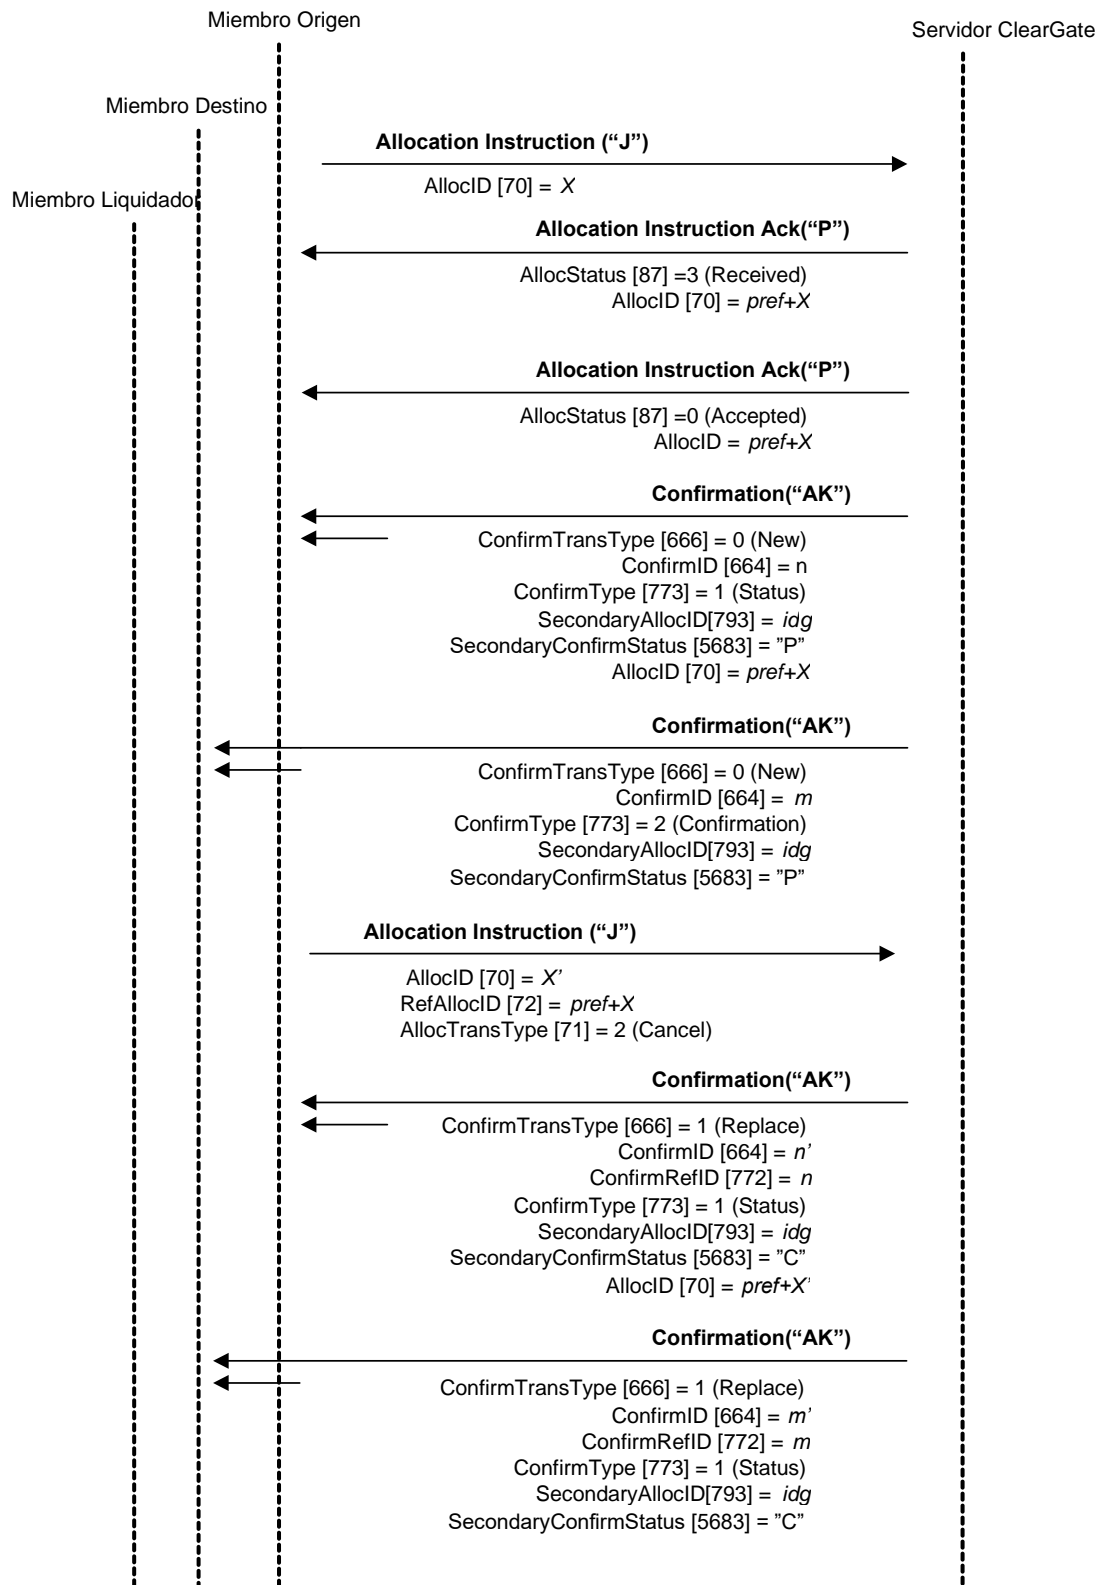 Miembro Origen
Servidor ClearGate
Miembro Destino
Allocation Instruction (“J”)
AllocID [70] = X
Miembro Liquidador
Allocation Instruction Ack(“P”)
AllocStatus [87] =3 (Received)
AllocID [70] = pref+X
Allocation Instruction Ack(“P”)
AllocStatus [87] =0 (Accepted)
AllocID = pref+X
Confirmation(“AK”)
ConfirmTransType [666] = 0 (New)
ConfirmID [664] = n
ConfirmType [773] = 1 (Status)
SecondaryAllocID[793] = idg
SecondaryConfirmStatus [5683] = ”P”
AllocID [70] = pref+X
Confirmation(“AK”)
ConfirmTransType [666] = 0 (New)
ConfirmID [664] = m
ConfirmType [773] = 2 (Confirmation)
SecondaryAllocID[793] = idg
SecondaryConfirmStatus [5683] = ”P”
Allocation Instruction (“J”)
AllocID [70] = X’
RefAllocID [72] = pref+X
AllocTransType [71] = 2 (Cancel)
Confirmation(“AK”)
ConfirmTransType [666] = 1 (Replace)
ConfirmID [664] = n’
ConfirmRefID [772] = n
ConfirmType [773] = 1 (Status)
SecondaryAllocID[793] = idg
SecondaryConfirmStatus [5683] = ”C”
AllocID [70] = pref+X’
Confirmation(“AK”)
ConfirmTransType [666] = 1 (Replace)
ConfirmID [664] = m’
ConfirmRefID [772] = m
ConfirmType [773] = 1 (Status)
SecondaryAllocID[793] = idg
SecondaryConfirmStatus [5683] = ”C”